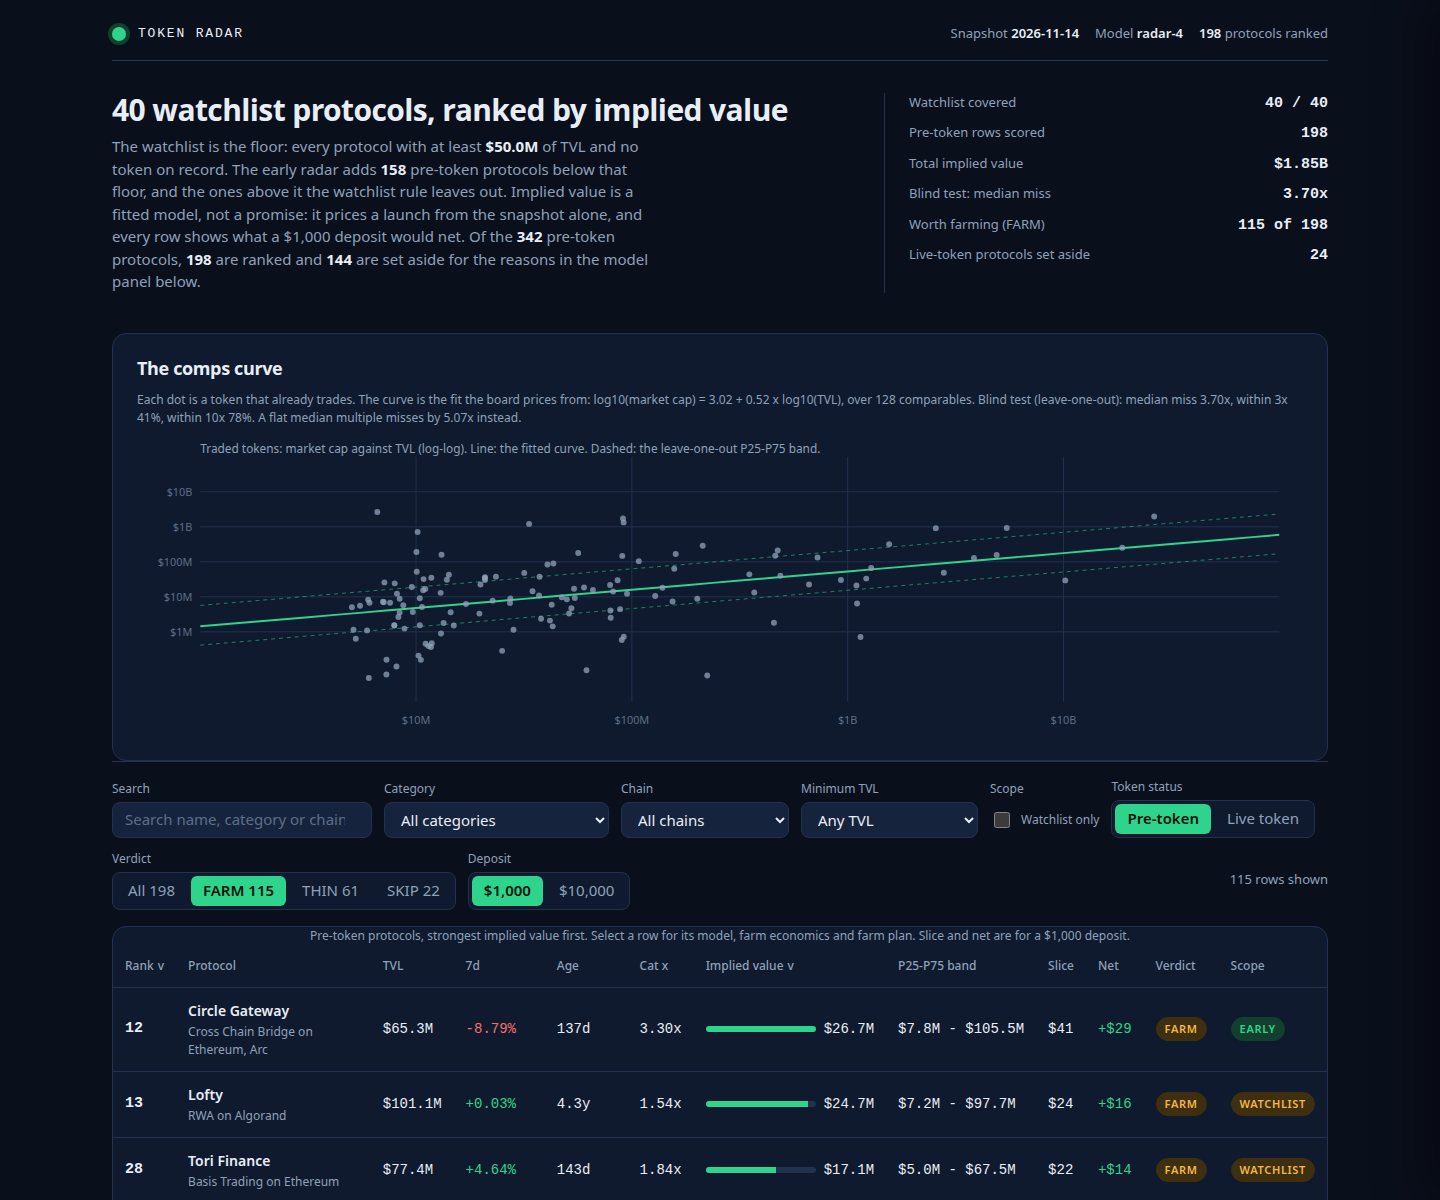 TOKEN RADAR
Snapshot 2026-11-14 Model radar-4 198 protocols ranked
40 watchlist protocols, ranked by implied value
The watchlist is the floor: every protocol with at least $50.0M of TVL and no
token on record. The early radar adds 158 pre-token protocols below that
floor, and the ones above it the watchlist rule leaves out. Implied value is a
fitted model, not a promise: it prices a launch from the snapshot alone, and
every row shows what a $1,000 deposit would net. Of the 342 pre-token
protocols, 198 are ranked and 144 are set aside for the reasons in the model
panel below.
Watchlist covered 40 / 40
Pre-token rows scored 198
Total implied value $1.85B
Blind test: median miss 3.70x
Worth farming (FARM) 115 of 198
Live-token protocols set aside 24
The comps curve
Each dot is a token that already trades. The curve is the fit the board prices from: log10(market cap) = 3.02 + 0.52 x log10(TVL), over 128 comparables. Blind test (leave-one-out): median miss 3.70x, within 3x
41%, within 10x 78%. A flat median multiple misses by 5.07x instead.
Traded tokens: market cap against TVL (log-log). Line: the fitted curve. Dashed: the leave-one-out P25-P75 band.
$10B
$1B
$100M
$10M
$1M
$10M $100M $1B $10B
Search Category Chain Minimum TVL Scope Token status
Search name, category or chain All categories All chains Any TVL Watchlist only Pre-token Live token
Verdict Deposit
All 198 FARM 115 THIN 61 SKIP 22 $1,000 $10,000 115 rows shown
Pre-token protocols, strongest implied value first. Select a row for its model, farm economics and farm plan. Slice and net are for a $1,000 deposit.
Rank v Protocol TVL 7d Age Cat x Implied value v P25-P75 band Slice Net Verdict Scope
12 Circle Gateway $65.3M -8.79% 137d 3.30x $26.7M $7.8M - $105.5M $41 +$29 FARM EARLY
Cross Chain Bridge on
Ethereum, Arc
13 Lofty $101.1M +0.03% 4.3y 1.54x $24.7M $7.2M - $97.7M $24 +$16 FARM WATCHLIST
RWA on Algorand
28 Tori Finance $77.4M +4.64% 143d 1.84x $17.1M $5.0M - $67.5M $22 +$14 FARM WATCHLIST
Basis Trading on Ethereum